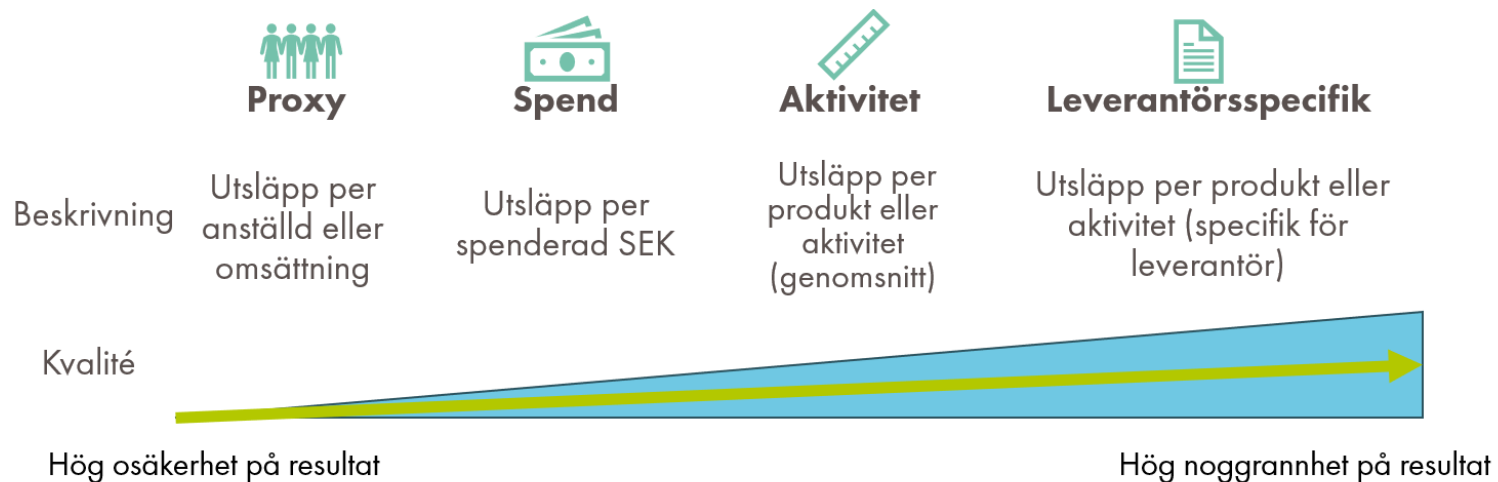 Proxy
Spend
Aktivitet
Leverantörsspecifik
Beskrivning
Utsläpp per
anställd eller
omsättning
Utsläpp per
spenderad SEK
Utsläpp per
produkt eller
aktivitet
(genomsnitt)
Utsläpp per produkt eller
aktivitet (specifik för
leverantör)
Kvalité
Hög osäkerhet på resultat
Hög noggrannhet på resultat